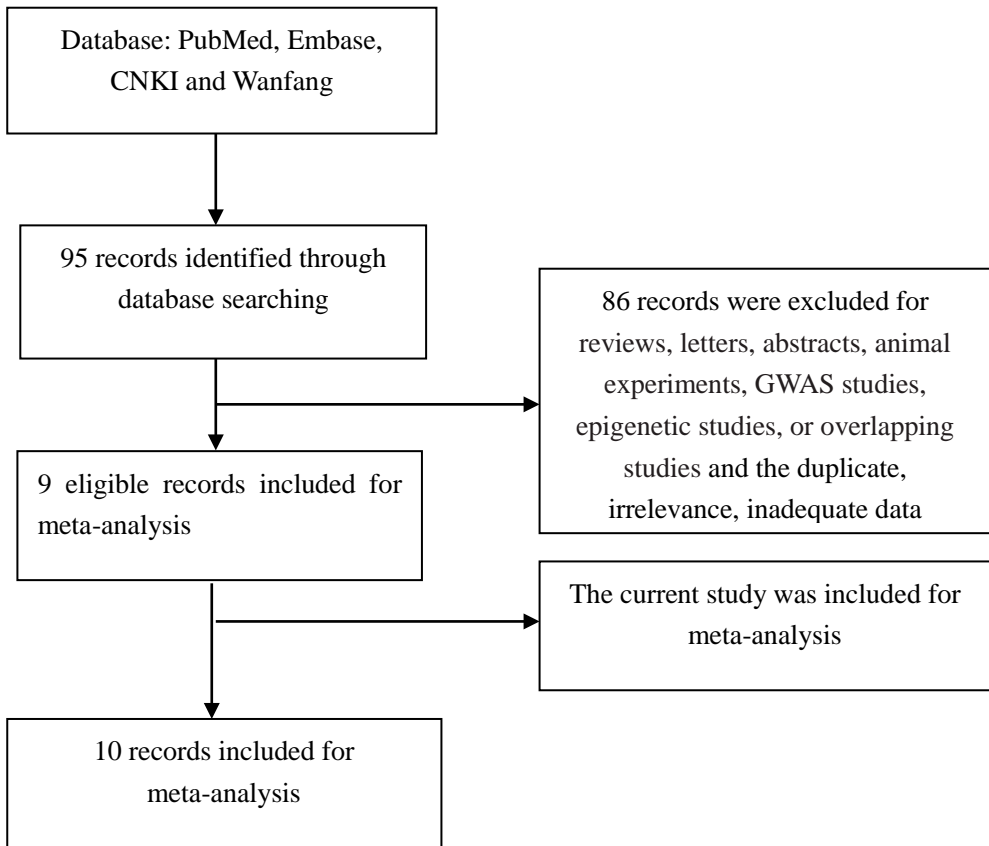 Database: PubMed, Embase,
CNKI and Wanfang
95 records identified through
database searching
86 records were excluded for
reviews, letters, abstracts, animal
experiments, GWAS studies,
epigenetic studies, or overlapping
studies and the duplicate,
irrelevance, inadequate data
9 eligible records included for
meta-analysis
The current study was included for
meta-analysis
10 records included for
meta-analysis